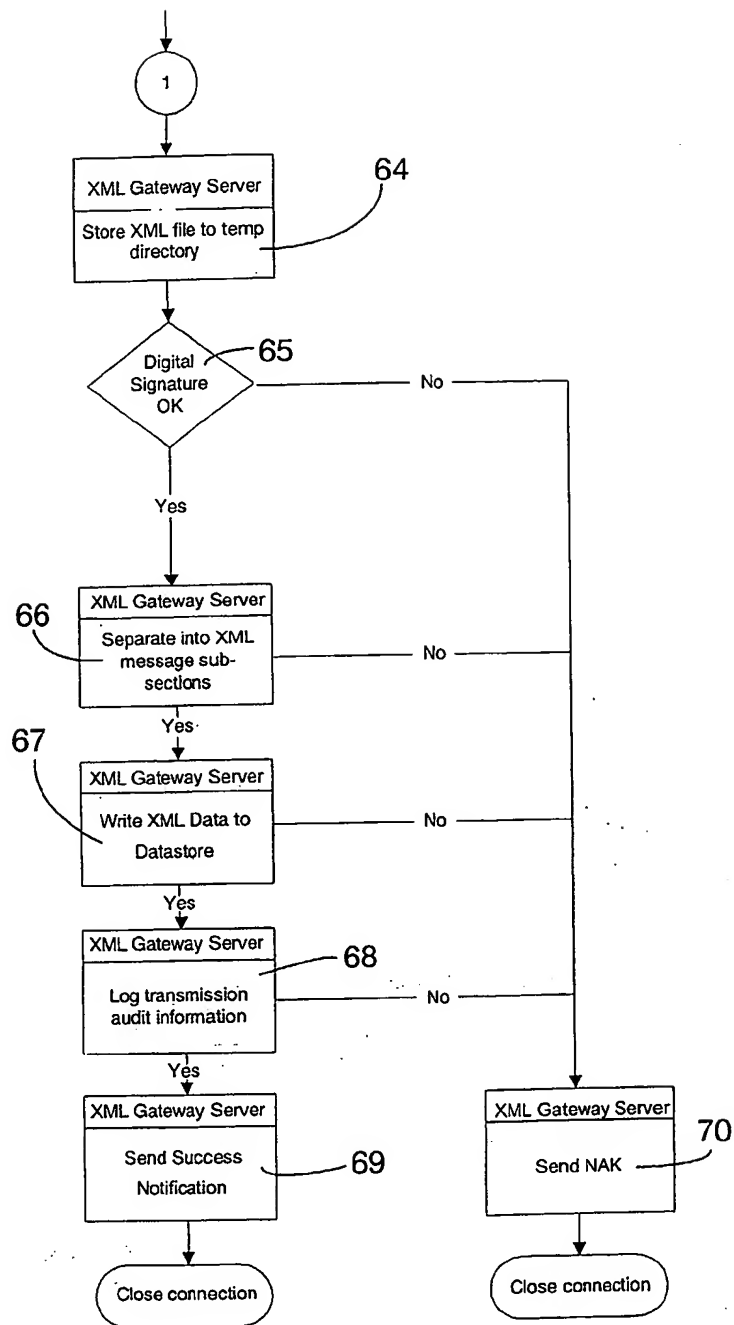 1
XML Gateway Server
64
Store XML file to temp
directory
Digital
Signature
OK
65
No
Yes
XML Gateway Server
66
Separate into XML
message sub-
sections
No
Yes
67
XML Gateway Server
Write XML Data to
Datastore
No
Yes
XML Gateway Server
68
Log transmission
audit information
No
Yes
XML Gateway Server
Send Success
Notification
69
XML Gateway Server
Send NAK
70
Close connection
Close connection